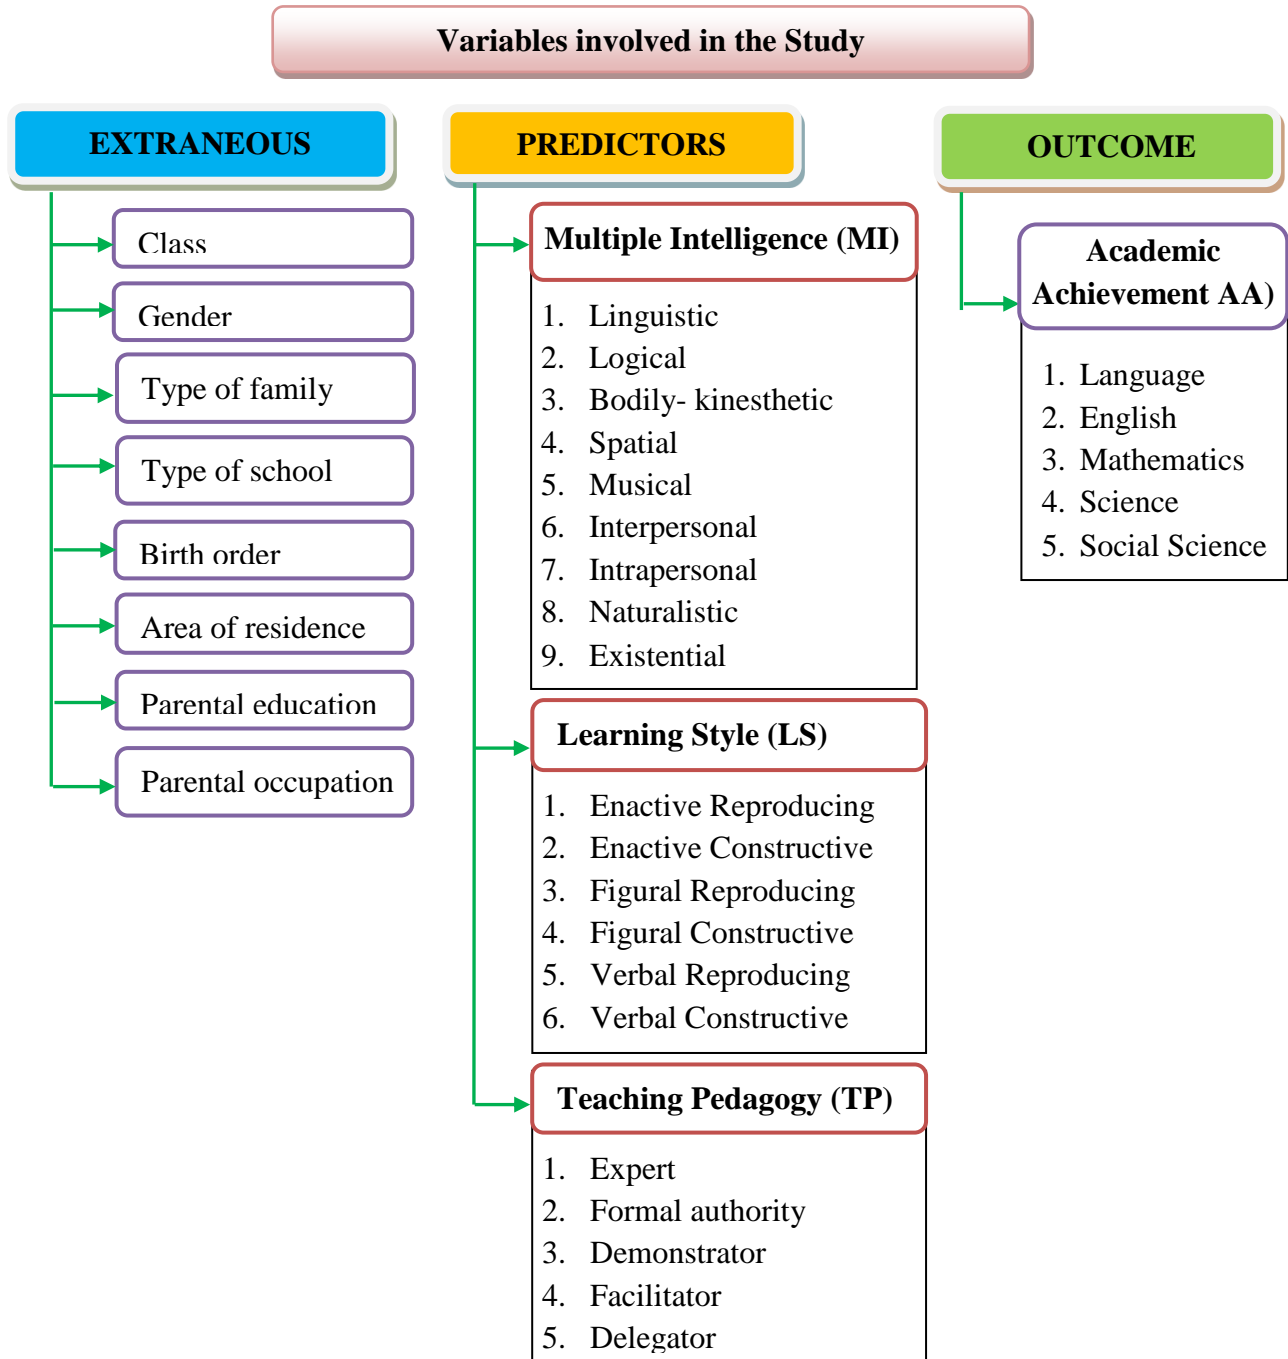 Variables involved in the Study
EXTRANEOUS
Class
Gender
Type of family
Type of school
Birth order
Area of residence
Parental education
Parental occupation
PREDICTORS
Multiple Intelligence (MI)
1. Linguistic
2. Logical
3. Bodily- kinesthetic
4. Spatial
5. Musical
6. Interpersonal
7. Intrapersonal
8. Naturalistic
9. Existential
Learning Style (LS)
1. Enactive Reproducing
2. Enactive Constructive
3. Figural Reproducing
4. Figural Constructive
5. Verbal Reproducing
6. Verbal Constructive
Teaching Pedagogy (TP)
1. Expert
2. Formal authority
3. Demonstrator
4. Facilitator
5. Delegator
OUTCOME
Academic
Achievement AA)
1. Language
2. English
3. Mathematics
4. Science
5. Social Science